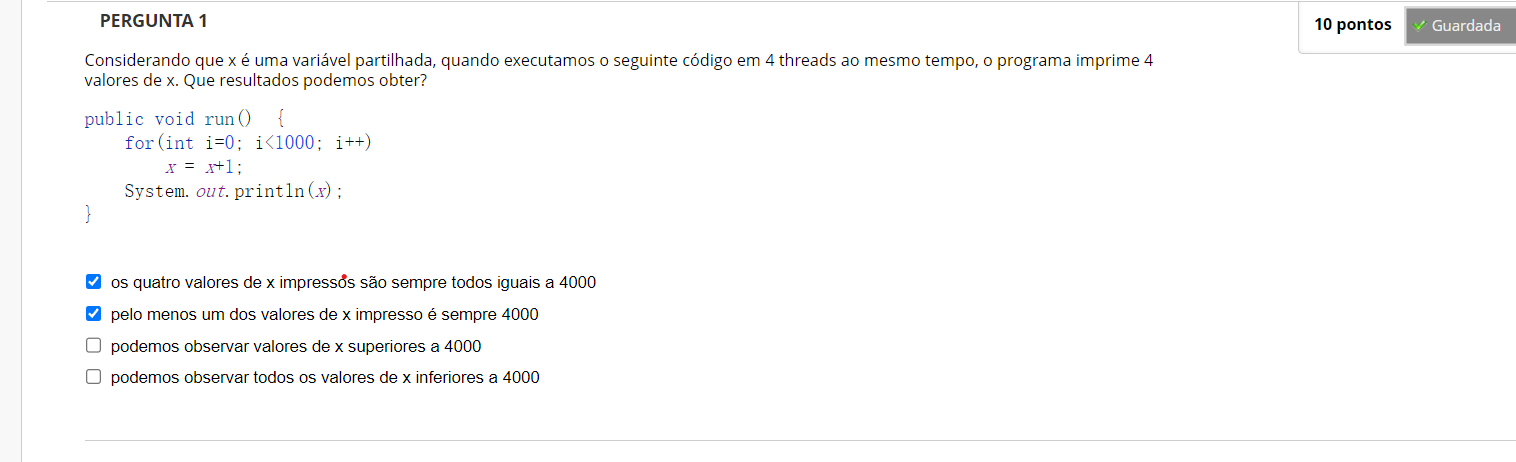 PERGUNTA 1
10 pontos
Guardada
Considerando que x é uma variável partilhada, quando executamos o seguinte código em 4 threads ao mesmo tempo, o programa imprime 4
valores de x. Que resultados podemos obter?
public void run() {
for(int i=0; i<1000; i++)
x = x+1;
System.out.println(x);
}
os quatro valores de x impressos são sempre todos iguais a 4000
pelo menos um dos valores de x impresso é sempre 4000
podemos observar valores de x superiores a 4000
podemos observar todos os valores de x inferiores a 4000